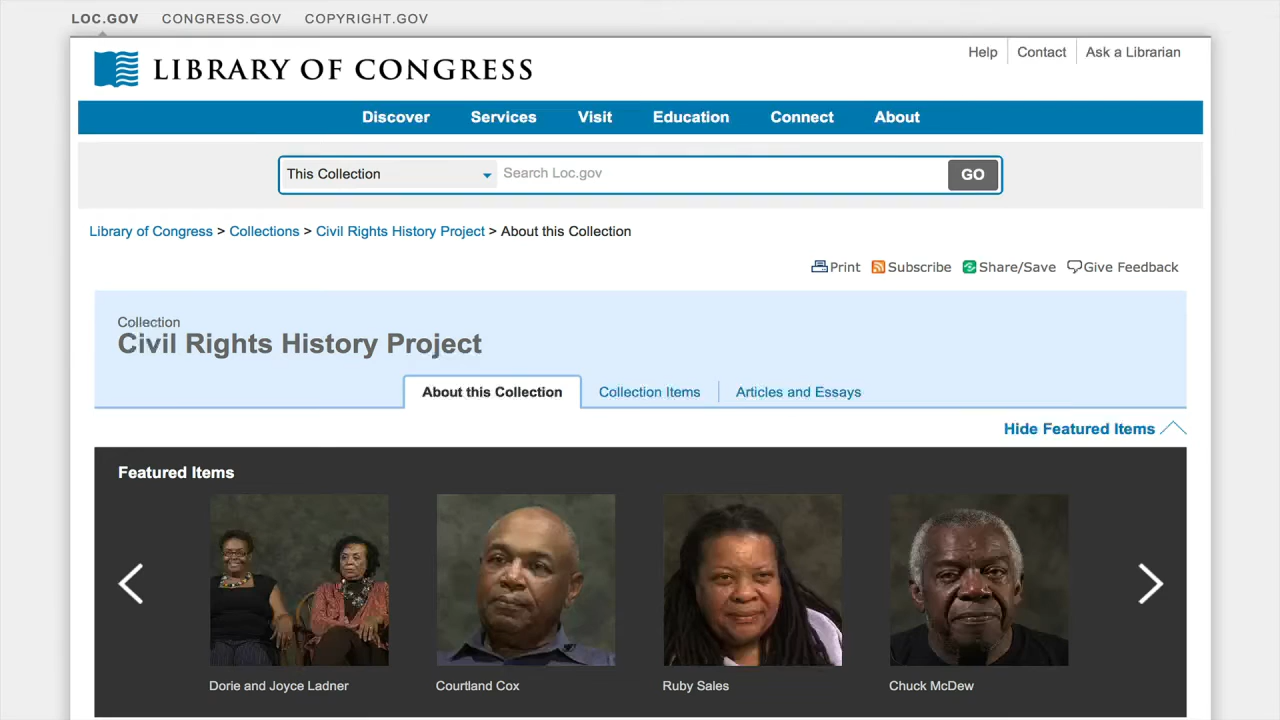 LOC.GOV CONGRESS.GOV COPYRIGHT.GOV
Help Contact Ask a Librarian
LIBRARY OF CONGRESS
Discover Services Visit Education Connect About
This Collection Search Loc.gov GO
Library of Congress > Collections > Civil Rights History Project > About this Collection
Print Subscribe Share/Save Give Feedback
Collection
Civil Rights History Project
About this Collection Collection Items Articles and Essays
Hide Featured Items
Featured Items
Dorie and Joyce Ladner Courtland Cox Ruby Sales Chuck McDew